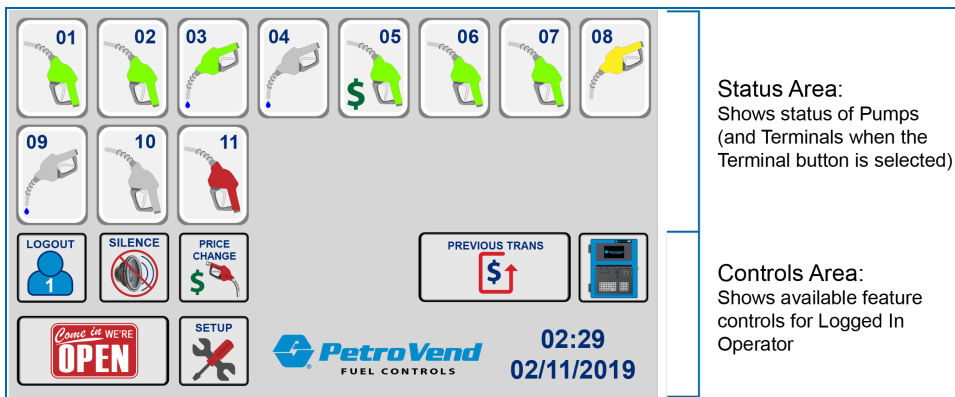 01 02 03 04 05 06 07 08
$
09 10 11
LOGOUT
1
SILENCE
PRICE
CHANGE
$
PREVIOUS TRANS
$
Come in WE'RE
OPEN
SETUP
PetroVend
®
FUEL CONTROLS
02:29
02/11/2019
Status Area:
Shows status of Pumps
(and Terminals when the
Terminal button is selected)
Controls Area:
Shows available feature
controls for Logged In
Operator